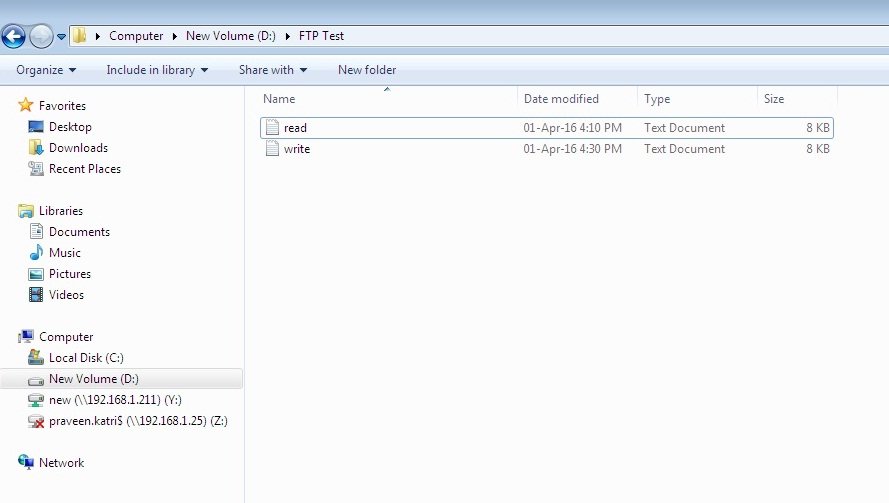 Computer New Volume (D:) FTP Test
Organize Include in library Share with New folder
Name Date modified Type Size
read 01-Apr-16 4:10 PM Text Document 8 KB
write 01-Apr-16 4:30 PM Text Document 8 KB
Favorites
Desktop
Downloads
Recent Places
Libraries
Documents
Music
Pictures
Videos
Computer
Local Disk (C:)
New Volume (D:)
new (\\192.168.1.211) (Y:)
praveen.katri$ (\\192.168.1.25) (Z:)
Network